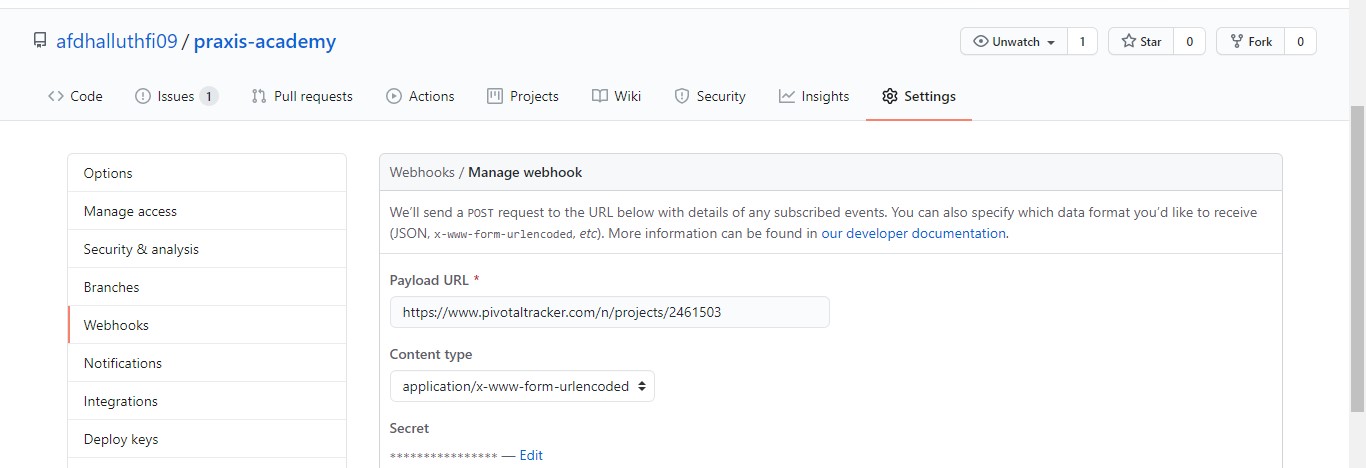 afdhalluthfi09 / praxis-academy
Unwatch 1 Star 0 Fork 0
Code Issues 1 Pull requests Actions Projects Wiki Security Insights Settings
Options
Manage access
Security & analysis
Branches
Webhooks
Notifications
Integrations
Deploy keys
Webhooks / Manage webhook
We'll send a POST request to the URL below with details of any subscribed events. You can also specify which data format you'd like to receive
(JSON, x-www-form-urlencoded, etc). More information can be found in our developer documentation.
Payload URL *
https://www.pivotaltracker.com/n/projects/2461503
Content type
application/x-www-form-urlencoded
Secret
**************** — Edit